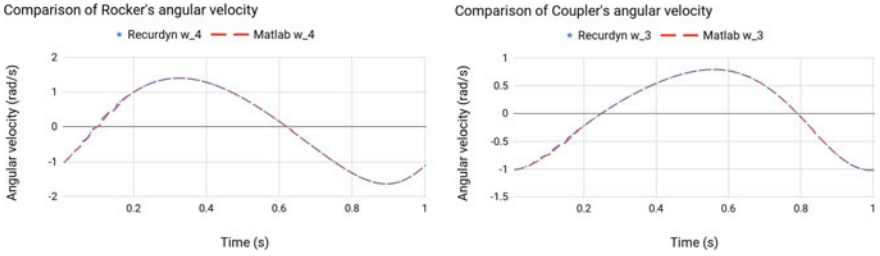 Comparison of Rocker's angular velocity
Recurdyn w_4 Matlab w_4
Angular velocity (rad/s)
2
1
0
-1
-2
0.2 0.4 0.6 0.8 1
Time (s)
Comparison of Coupler's angular velocity
Recurdyn w_3 Matlab w_3
Angular velocity (rad/s)
1
0.5
0
-0.5
-1
-1.5
0.2 0.4 0.6 0.8 1
Time (s)